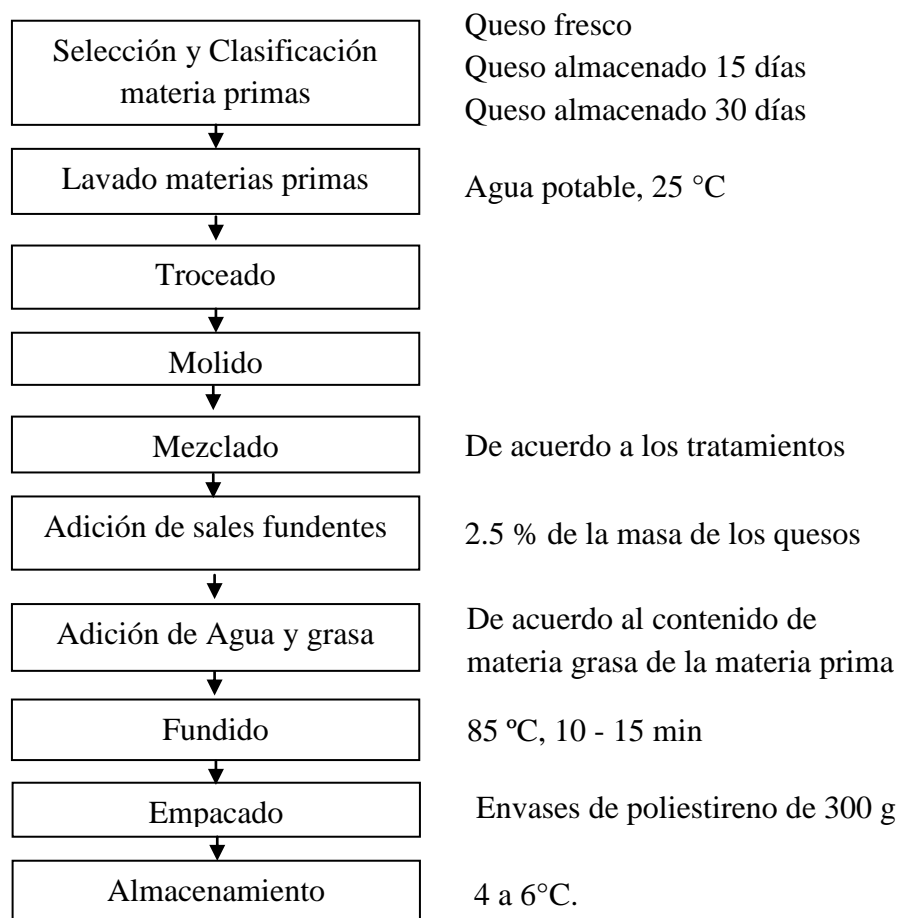 Selección y Clasificación
materia primas
Queso fresco
Queso almacenado 15 días
Queso almacenado 30 días
Lavado materias primas
Agua potable, 25 °C
Troceado
Molido
Mezclado
De acuerdo a los tratamientos
Adición de sales fundentes
2.5 % de la masa de los quesos
Adición de Agua y grasa
De acuerdo al contenido de
materia grasa de la materia prima
Fundido
85 ºC, 10 - 15 min
Empacado
Envases de poliestireno de 300 g
Almacenamiento
4 a 6°C.